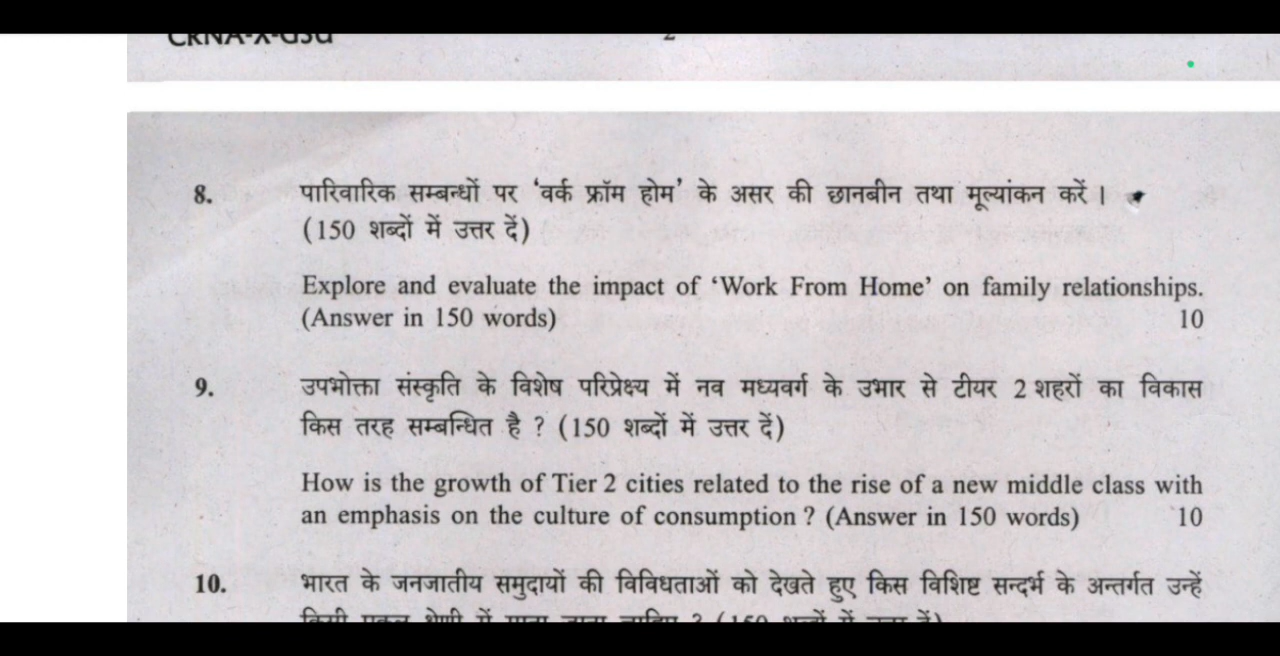 8. पारिवारिक सम्बन्धों पर 'वर्क फ्रॉम होम' के असर की छानबीन तथा मूल्यांकन करें।
(150 शब्दों में उत्तर दें)
Explore and evaluate the impact of 'Work From Home' on family relationships.
(Answer in 150 words) 10
9. उपभोक्ता संस्कृति के विशेष परिप्रेक्ष्य में नव मध्यवर्ग के उभार से टीयर 2 शहरों का विकास
किस तरह सम्बन्धित है ? (150 शब्दों में उत्तर दें)
How is the growth of Tier 2 cities related to the rise of a new middle class with
an emphasis on the culture of consumption ? (Answer in 150 words) 10
10. भारत के जनजातीय समुदायों की विविधताओं को देखते हुए किस विशिष्ट सन्दर्भ के अन्तर्गत उन्हें